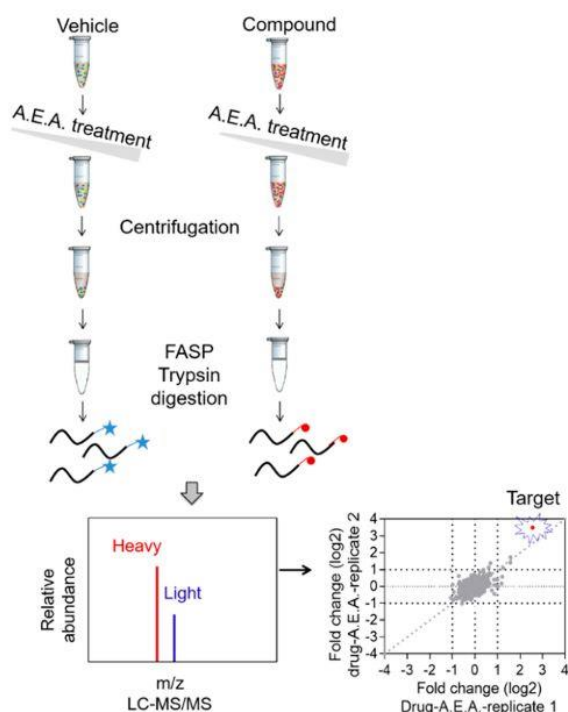 Vehicle Compound
A.E.A. treatment A.E.A. treatment
Centrifugation
FASP
Trypsin
digestion
Heavy
Light
Relative
abundance
m/z
LC-MS/MS
Target
Fold change (log2)
drug-A.E.A.-replicate 2
4
3
2
1
0
-1
-2
-3
-4
-4 -3 -2 -1 0 1 2 3 4
Fold change (log2)
Drug-A.E.A.-replicate 1